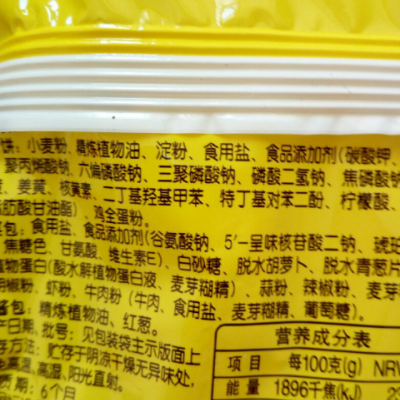 饼：小麦粉、精炼植物油、淀粉、食用盐、食品添加剂（碳酸钾、
聚丙烯酸钠、六偏磷酸钠、三聚磷酸钠、磷酸二氢钠、焦磷酸钠
、姜黄、核黄素、二丁基羟基甲苯、特丁基对苯二酚、柠檬酸、
脂肪酸甘油酯）、鸡全蛋粉。
包：食用盐、食品添加剂（谷氨酸钠、5′-呈味核苷酸二钠、琥珀
焦糖色、甘氨酸、维生素E）、白砂糖、脱水胡萝卜、脱水青葱片
植物蛋白（酸水解植物蛋白液、麦芽糊精）、蒜粉、辣椒粉、麦芽
胡椒粉、虾粉、牛肉粉（牛肉、食用盐、麦芽糊精、葡萄糖）。
酱包：精炼植物油、红葱。
产日期、批号：见包装袋主示版面上
存方法：贮存于阴凉干燥无异味处，
高温、高湿、阳光直射。
质期：6个月
营养成分表
项目 每100克(g) NRV
能量 1896千焦(kJ) 2